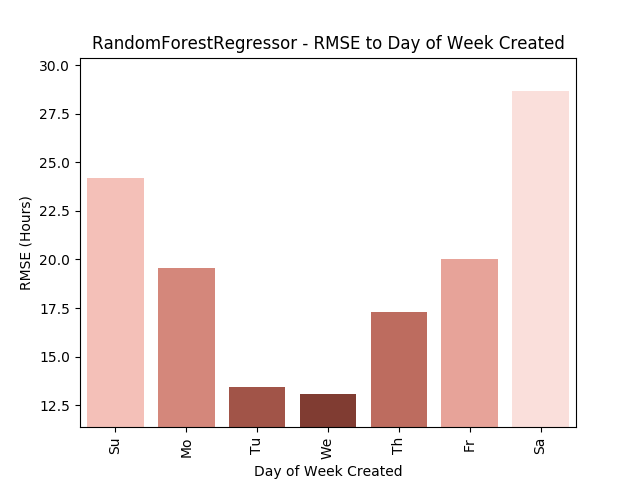 RandomForestRegressor - RMSE to Day of Week Created
30.0
27.5
25.0
22.5
20.0
17.5
15.0
12.5
RMSE (Hours)
Su Mo Tu We Th Fr Sa
Day of Week Created